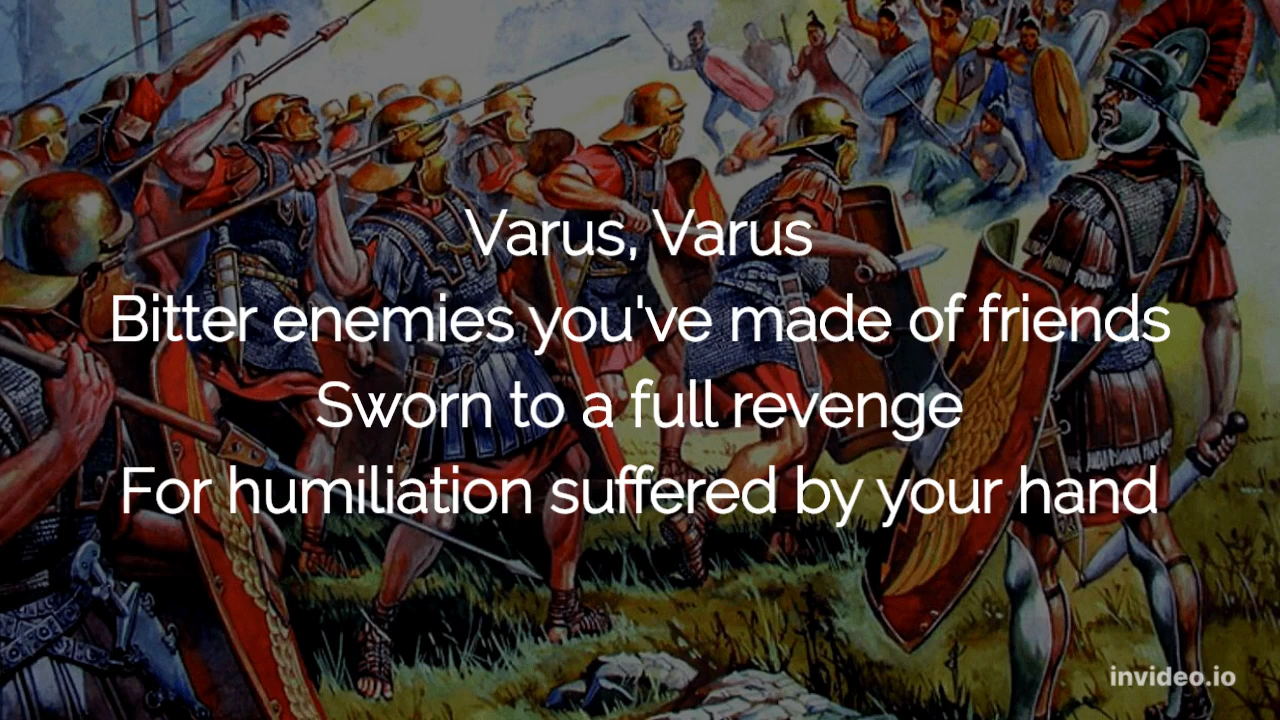 Varus, Varus
Bitter enemies you've made of friends
Sworn to a full revenge
For humiliation suffered by your hand
invideo.io